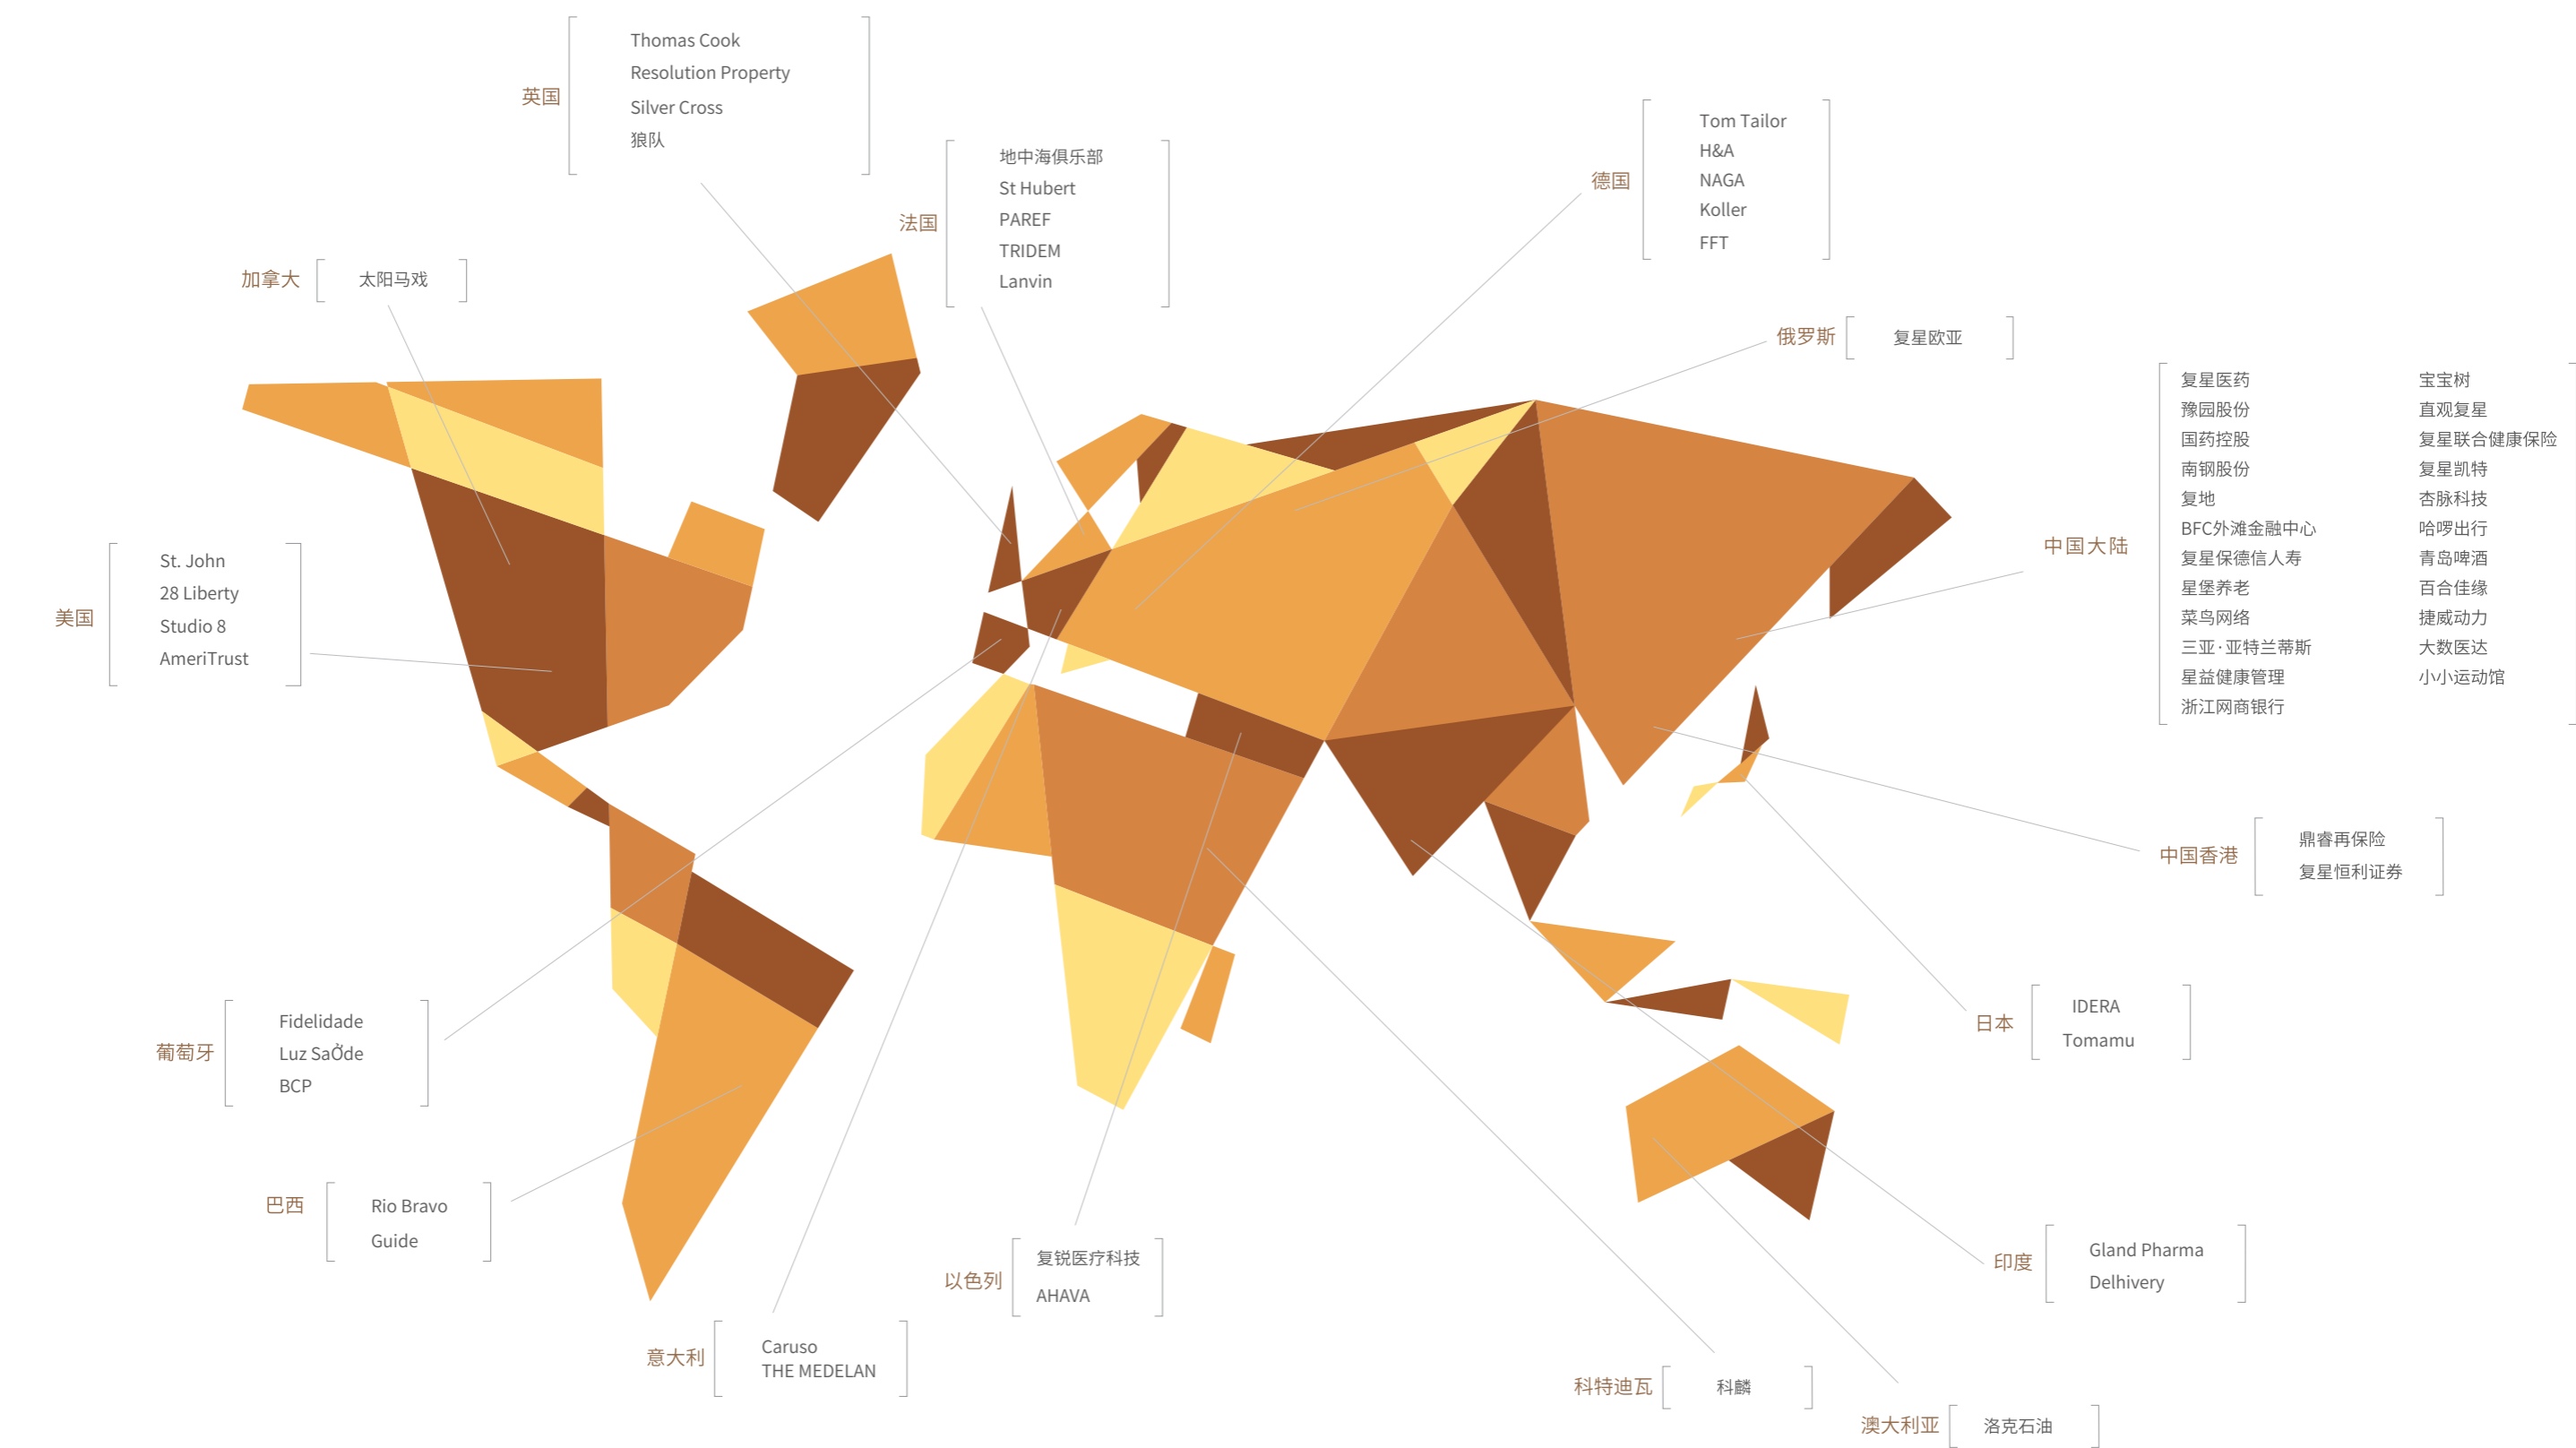 英国
Thomas Cook
Resolution Property
Silver Cross
狼队
法国
地中海俱乐部
St Hubert
PAREF
TRIDEM
Lanvin
德国
Tom Tailor
H&A
NAGA
Koller
FFT
加拿大
太阳马戏
俄罗斯
复星欧亚
中国大陆
复星医药
豫园股份
国药控股
南钢股份
复地
BFC外滩金融中心
复星保德信人寿
星堡养老
菜鸟网络
三亚·亚特兰蒂斯
星益健康管理
浙江网商银行
宝宝树
直观复星
复星联合健康保险
复星凯特
杏脉科技
哈啰出行
青岛啤酒
百合佳缘
捷威动力
大数医达
小小运动馆
美国
St. John
28 Liberty
Studio 8
AmeriTrust
中国香港
鼎睿再保险
复星恒利证券
葡萄牙
Fidelidade
Luz SaỞde
BCP
日本
IDERA
Tomamu
巴西
Rio Bravo
Guide
以色列
复锐医疗科技
AHAVA
印度
Gland Pharma
Delhivery
意大利
Caruso
THE MEDELAN
科特迪瓦
科麟
澳大利亚
洛克石油